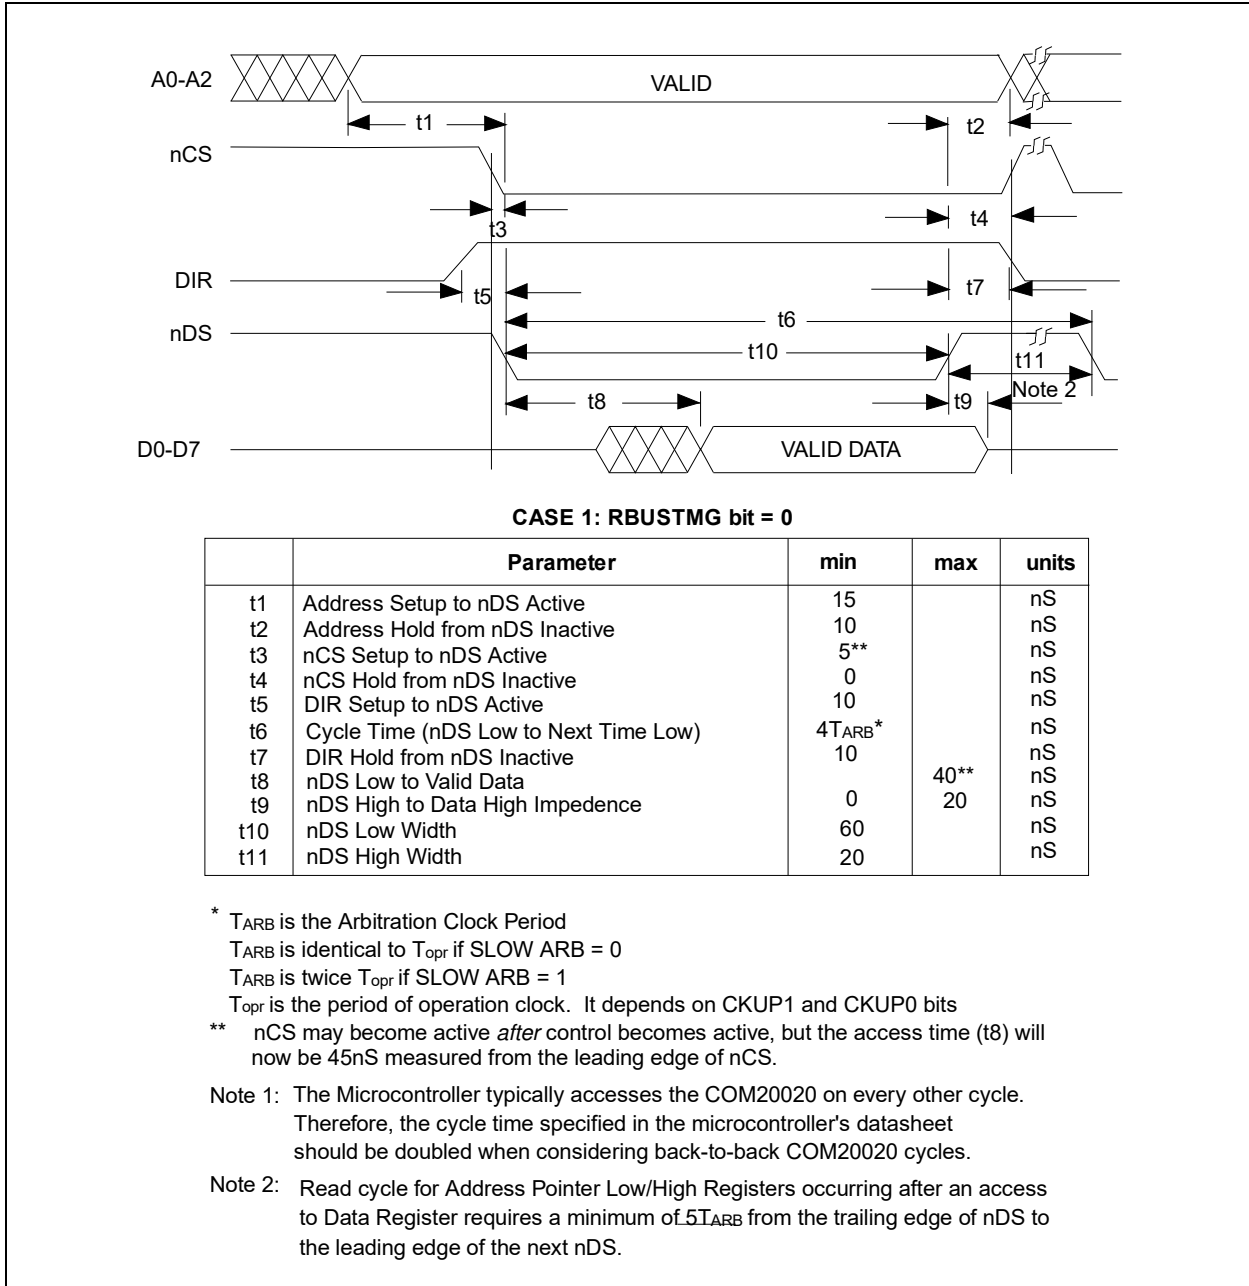 A0-A2
VALID
t1
t2
nCS
t3
t4
DIR
t5
t7
nDS
t6
t10
t11
Note 2
t8
t9
D0-D7
VALID DATA
CASE 1: RBUSTMG bit = 0
Parameter min max units
t1 Address Setup to nDS Active 15 nS
t2 Address Hold from nDS Inactive 10 nS
t3 nCS Setup to nDS Active 5** nS
t4 nCS Hold from nDS Inactive 0 nS
t5 DIR Setup to nDS Active 10 nS
t6 Cycle Time (nDS Low to Next Time Low) 4TARB* nS
t7 DIR Hold from nDS Inactive 10 nS
t8 nDS Low to Valid Data 40** nS
t9 nDS High to Data High Impedence 0 20 nS
t10 nDS Low Width 60 nS
t11 nDS High Width 20 nS
* TARB is the Arbitration Clock Period
TARB is identical to Topr if SLOW ARB = 0
TARB is twice Topr if SLOW ARB = 1
Topr is the period of operation clock. It depends on CKUP1 and CKUP0 bits
** nCS may become active after control becomes active, but the access time (t8) will
now be 45nS measured from the leading edge of nCS.
Note 1: The Microcontroller typically accesses the COM20020 on every other cycle.
Therefore, the cycle time specified in the microcontroller's datasheet
should be doubled when considering back-to-back COM20020 cycles.
Note 2: Read cycle for Address Pointer Low/High Registers occurring after an access
to Data Register requires a minimum of 5TARB from the trailing edge of nDS to
the leading edge of the next nDS.